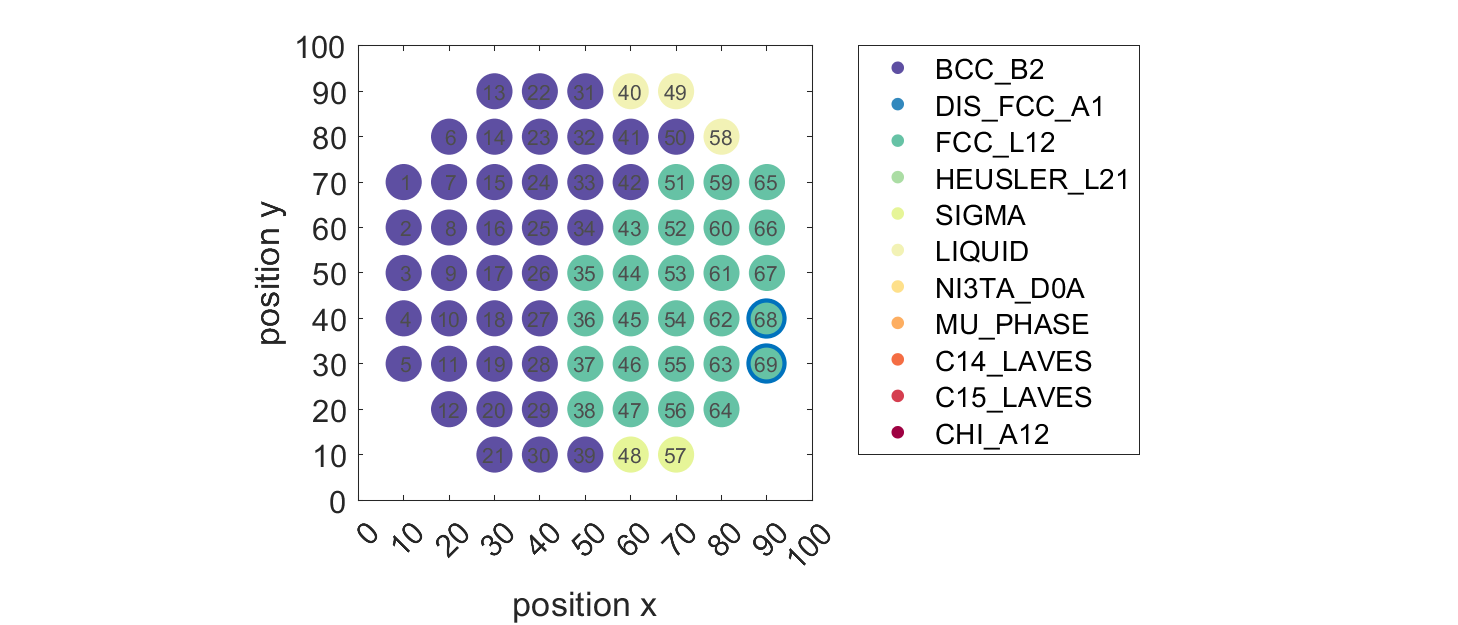 100
90
80
70
60
50
40
30
20
10
0
position y
13 22 31 40 49
6 14 23 32 41 50 58
1 7 15 24 33 42 51 59 65
2 8 16 25 34 43 52 60 66
3 9 17 26 35 44 53 61 67
4 10 18 27 36 45 54 62 68
5 11 19 28 37 46 55 63 69
12 20 29 38 47 56 64
21 30 39 48 57
0 10 20 30 40 50 60 70 80 90 100
position x
BCC_B2
DIS_FCC_A1
FCC_L12
HEUSLER_L21
SIGMA
LIQUID
NI3TA_D0A
MU_PHASE
C14_LAVES
C15_LAVES
CHI_A12